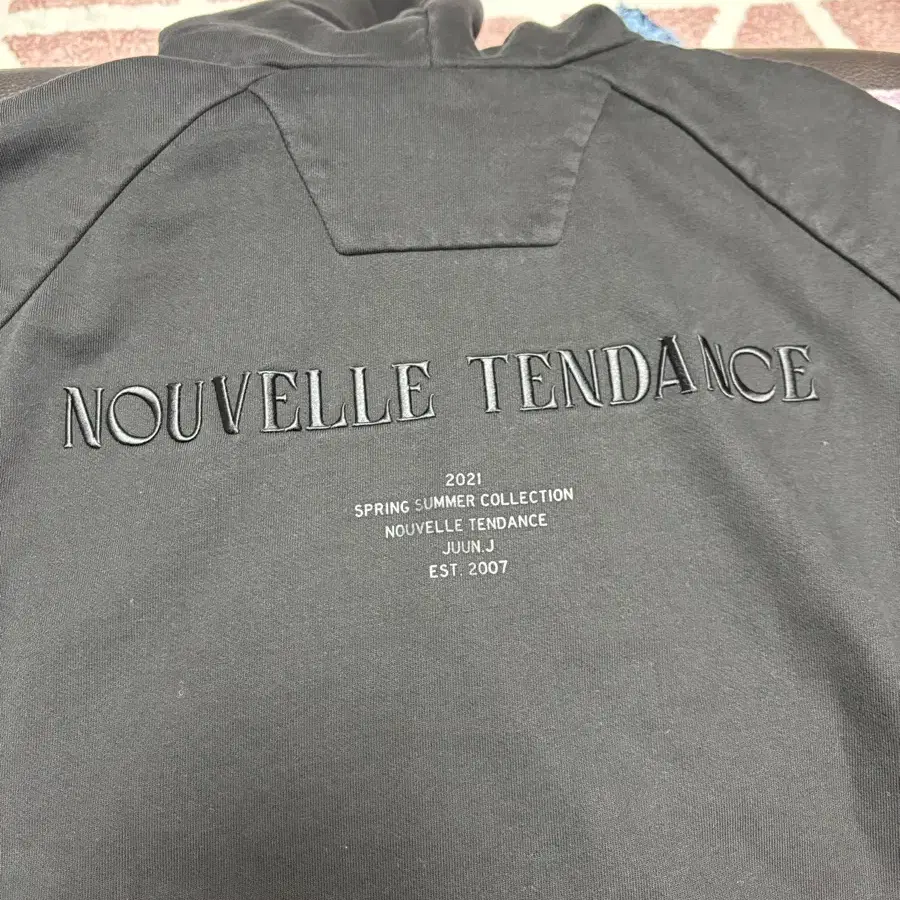 NOUVELLE TENDANCE
2021
SPRING SUMMER COLLECTION
NOUVELLE TENDANCE
JUUN.J
EST. 2007